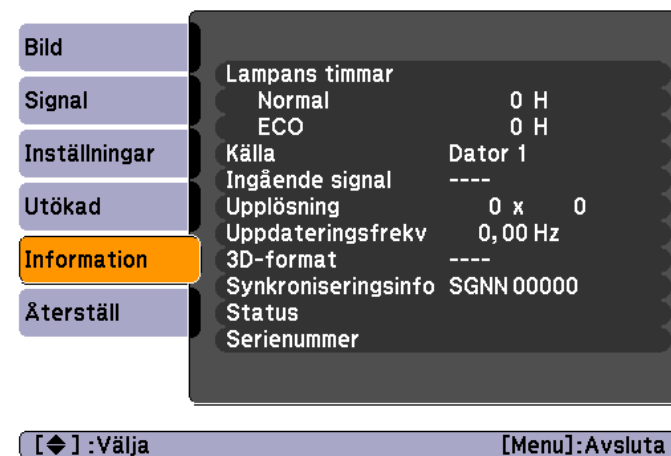 Bild
Signal
Inställningar
Utökad
Information
Återställ
Lampans timmar
Normal 0 H
ECO 0 H
Källa Dator 1
Ingående signal ----
Upplösning 0 x 0
Uppdateringsfrekv 0,00 Hz
3D-format ----
Synkroniseringsinfo SGNN 00000
Status
Serienummer
[◆] :Välja [Menu]:Avsluta